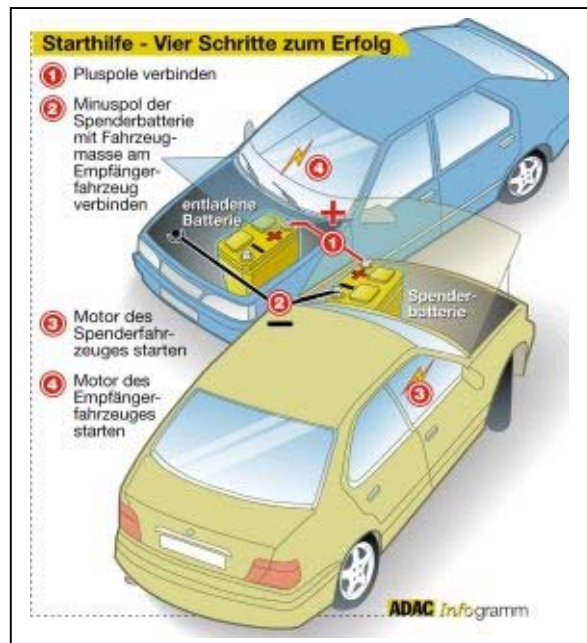 Starthilfe - Vier Schritte zum Erfolg
1 Pluspole verbinden
2 Minuspol der
Spenderbatterie
mit Fahrzeug-
masse am
Empfänger-
fahrzeug
verbinden
4
entladene
Batterie
+
1
+
-
+
-
2
-
Spender-
batterie
3 Motor des
Spenderfahr-
zeuges starten
3
4 Motor des
Empfänger-
fahrzeuges
starten
ADAC Infogramm